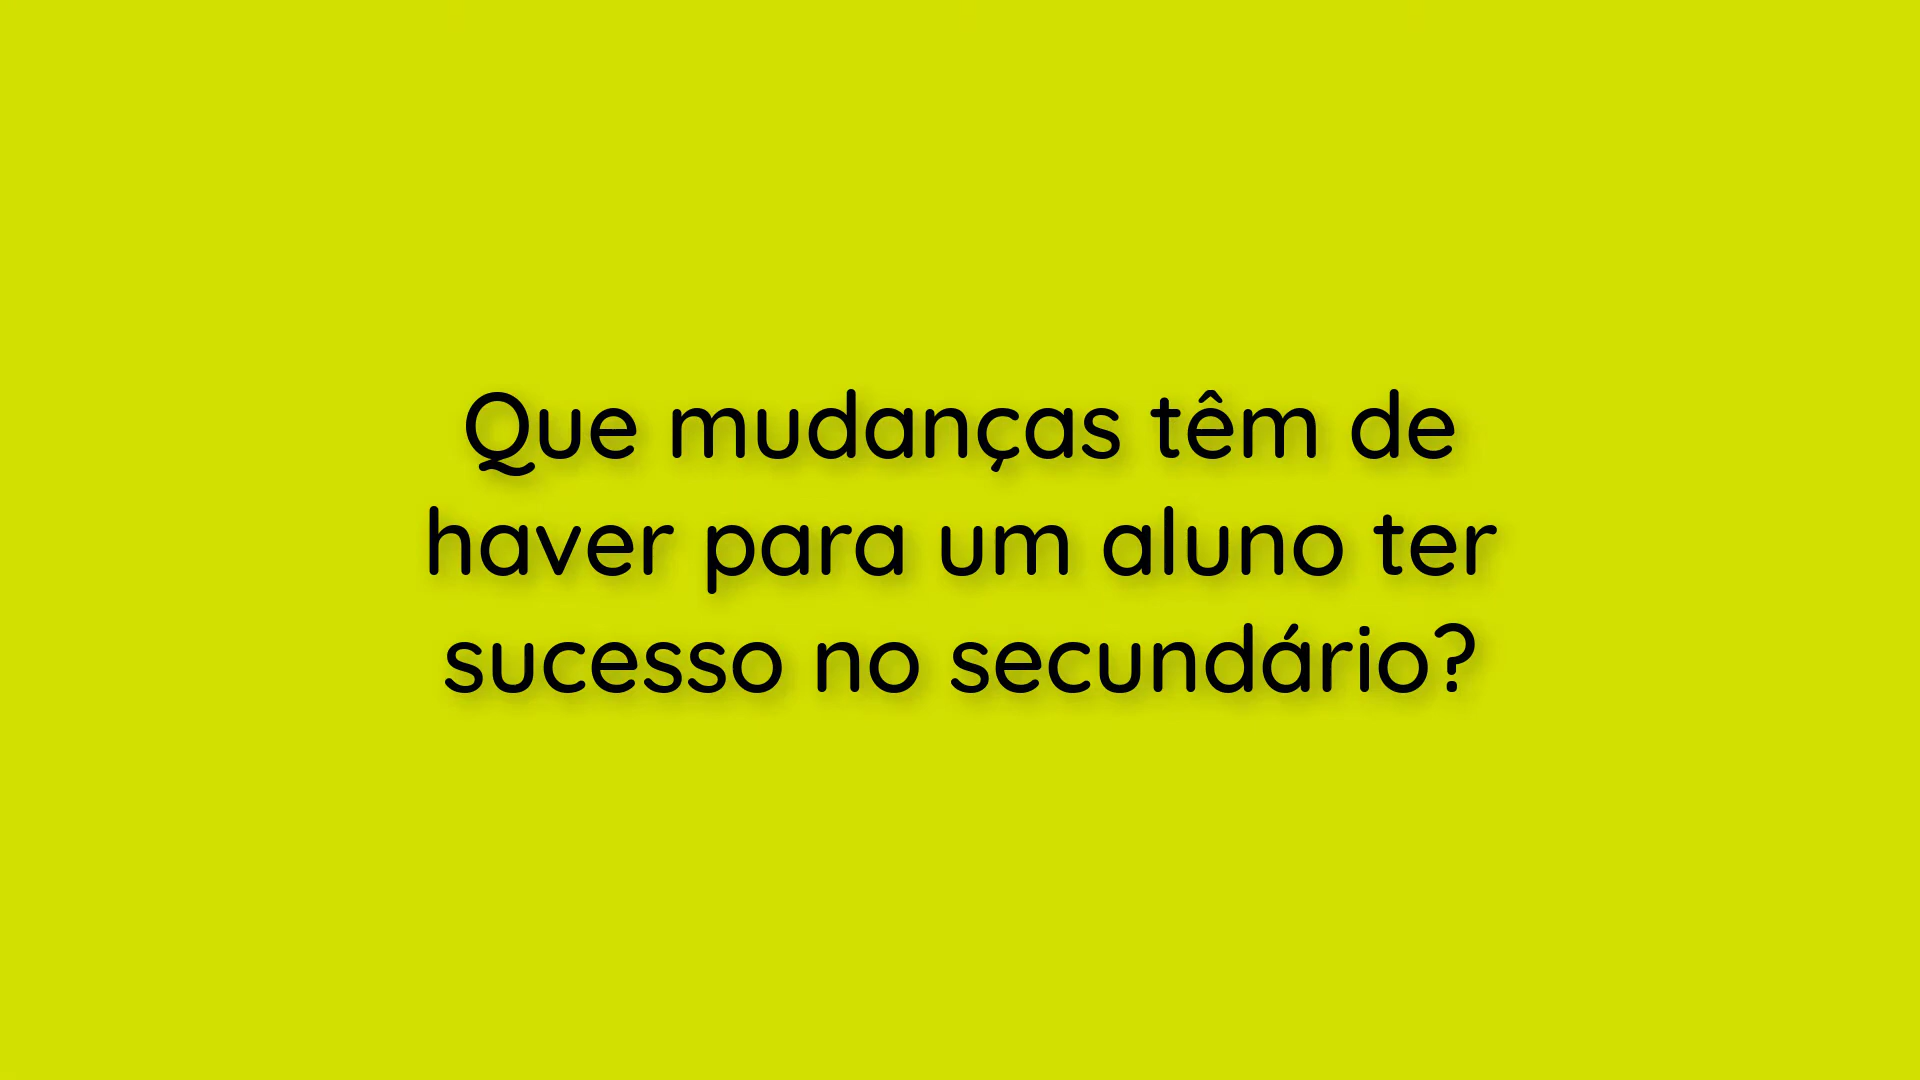 Que mudanças têm de
haver para um aluno ter
sucesso no secundário?